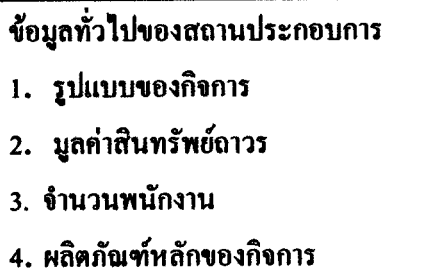 ข้อมูลทั่วไปของสถานประกอบการ
1. รูปแบบของกิจการ
2. มูลค่าสินทรัพย์ถาวร
3. จำนวนพนักงาน
4. ผลิตภัณฑ์หลักของกิจการ